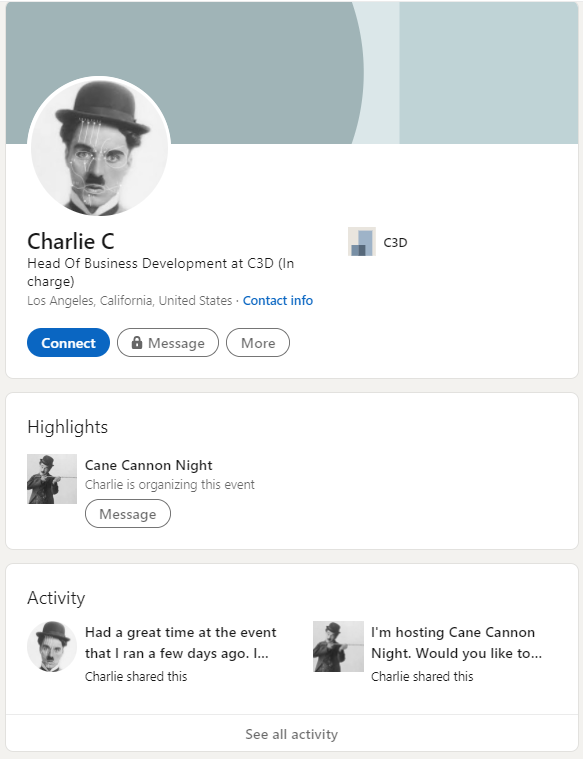 Charlie C
Head Of Business Development at C3D (In
charge)
Los Angeles, California, United States · Contact info
C3D
Connect
Message
More
Highlights
Cane Cannon Night
Charlie is organizing this event
Message
Activity
Had a great time at the event
that I ran a few days ago. I...
Charlie shared this
I'm hosting Cane Cannon
Night. Would you like to...
Charlie shared this
See all activity